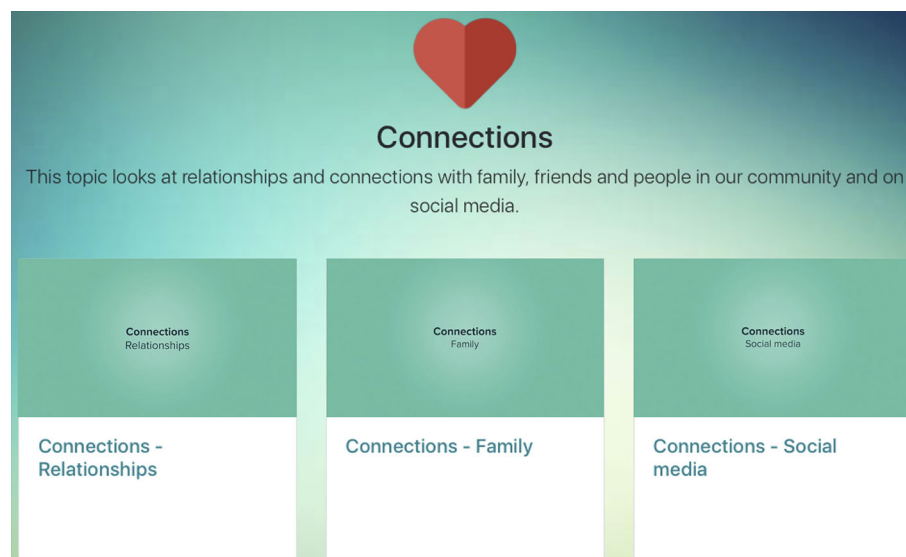 Connections
This topic looks at relationships and connections with family, friends and people in our community and on
social media.
Connections
Relationships
Connections
Family
Connections
Social media
Connections -
Relationships
Connections - Family
Connections - Social
media